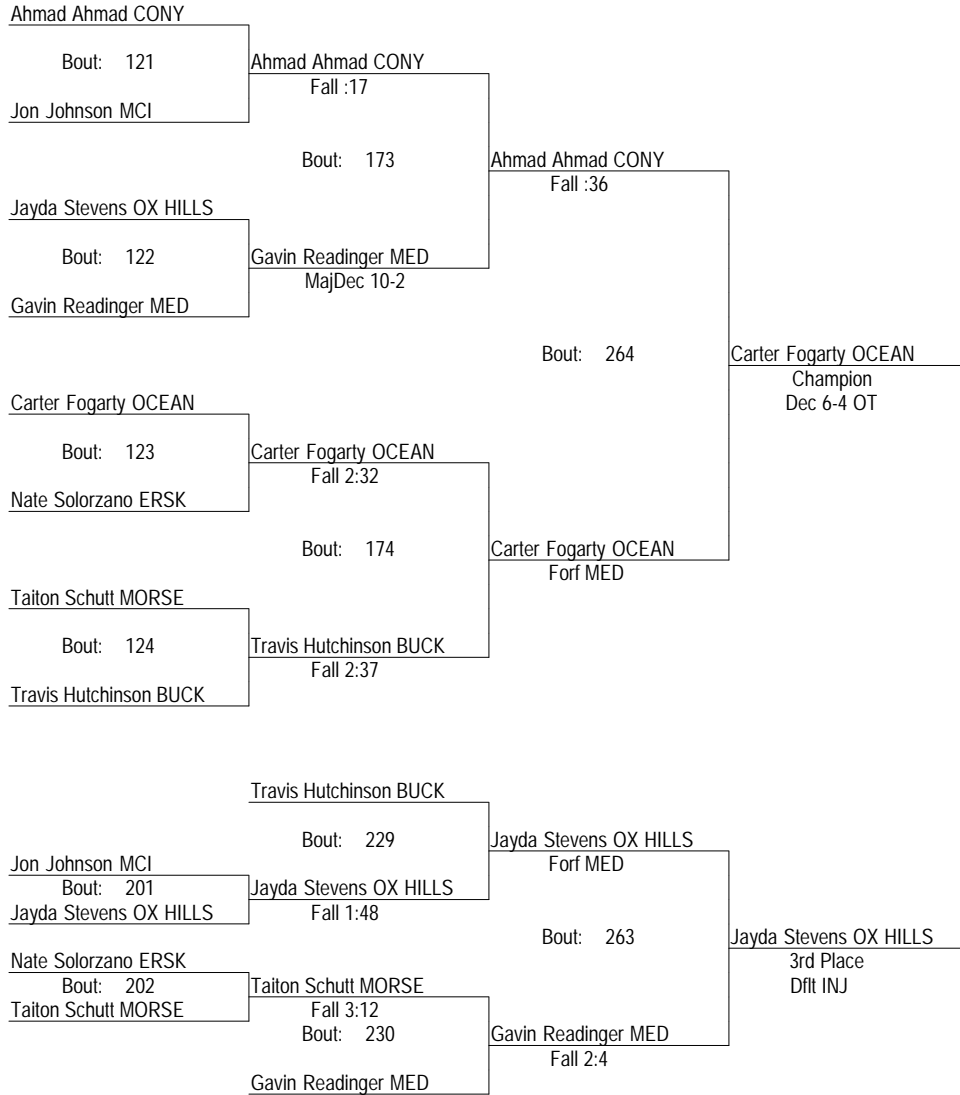 Ahmad Ahmad CONY
Bout: 121
Ahmad Ahmad CONY
Fall :17
Jon Johnson MCI
Bout: 173
Ahmad Ahmad CONY
Fall :36
Jayda Stevens OX HILLS
Bout: 122
Gavin Readinger MED
MajDec 10-2
Gavin Readinger MED
Bout: 264
Carter Fogarty OCEAN
Champion
Dec 6-4 OT
Carter Fogarty OCEAN
Bout: 123
Carter Fogarty OCEAN
Fall 2:32
Nate Solorzano ERSK
Bout: 174
Carter Fogarty OCEAN
Forf MED
Taiton Schutt MORSE
Bout: 124
Travis Hutchinson BUCK
Fall 2:37
Travis Hutchinson BUCK
Travis Hutchinson BUCK
Bout: 229
Jayda Stevens OX HILLS
Forf MED
Jon Johnson MCI
Bout: 201
Jayda Stevens OX HILLS
Fall 1:48
Jayda Stevens OX HILLS
Bout: 263
Jayda Stevens OX HILLS
3rd Place
Dflt INJ
Nate Solorzano ERSK
Bout: 202
Taiton Schutt MORSE
Fall 3:12
Taiton Schutt MORSE
Bout: 230
Gavin Readinger MED
Fall 2:4
Gavin Readinger MED